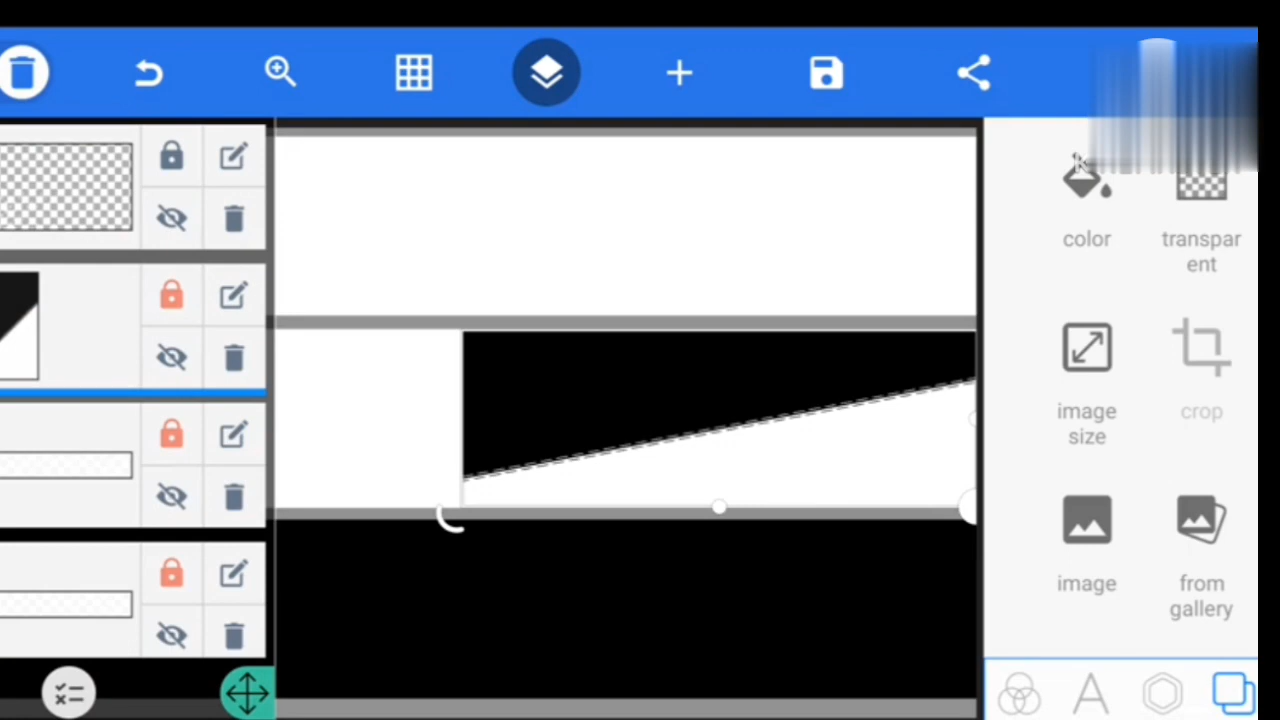 color
transpar
ent
image
size
crop
image
from
gallery